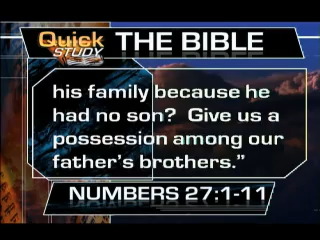 Quick
STUDY
THE BIBLE
his family because he
had no son?  Give us a
possession among our
father's brothers."
NUMBERS 27:1-11